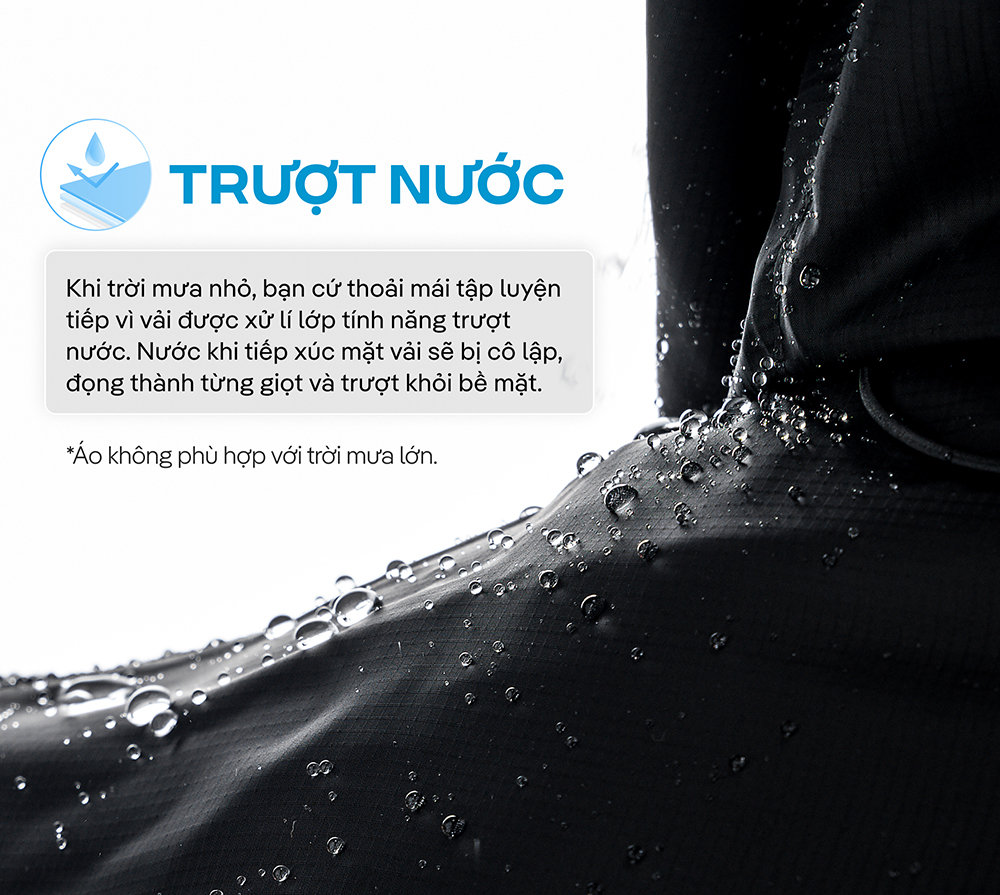 TRƯỢT NƯỚC
Khi trời mưa nhỏ, bạn cứ thoải mái tập luyện
tiếp vì vải được xử lí lớp tính năng trượt
nước. Nước khi tiếp xúc mặt vải sẽ bị cô lập,
đọng thành từng giọt và trượt khỏi bề mặt.
*Áo không phù hợp với trời mưa lớn.